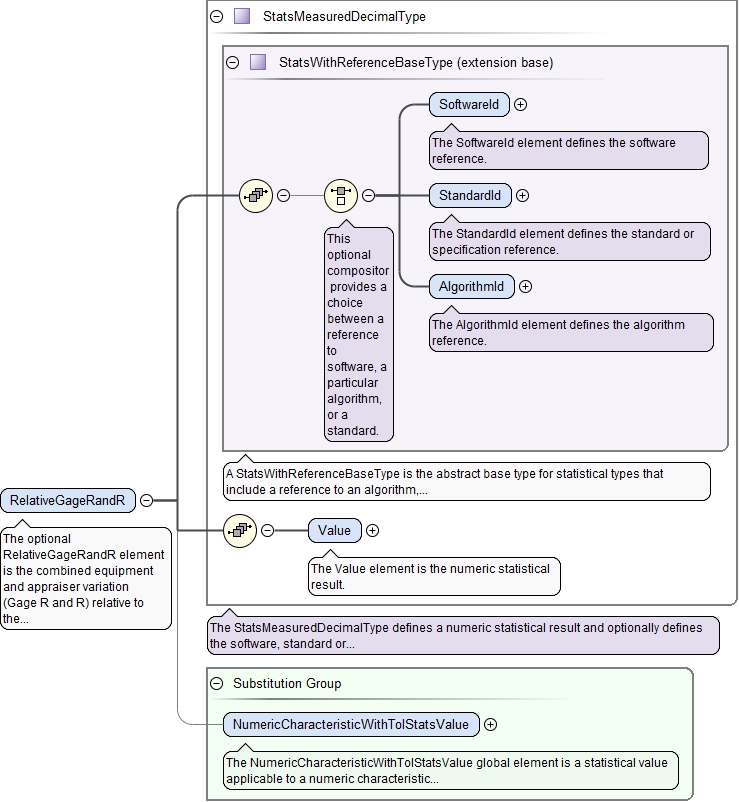 StatsMeasuredDecimalType
StatsWithReferenceBaseType (extension base)
SoftwareId
The SoftwareId element defines the software
reference.
StandardId
The StandardId element defines the standard or
specification reference.
AlgorithmId
The AlgorithmId element defines the algorithm
reference.
This
optional
compositor
provides a
choice
between a
reference
to
software, a
particular
algorithm,
or a
standard.
A StatsWithReferenceBaseType is the abstract base type for statistical types that
include a reference to an algorithm,...
RelativeGageRandR
The optional
RelativeGageRandR element
is the combined equipment
and appraiser variation
(Gage R and R) relative to
the...
Value
The Value element is the numeric statistical
result.
The StatsMeasuredDecimalType defines a numeric statistical result and optionally defines
the software, standard or...
Substitution Group
NumericCharacteristicWithTolStatsValue
The NumericCharacteristicWithTolStatsValue global element is a statistical value
applicable to a numeric characteristic...